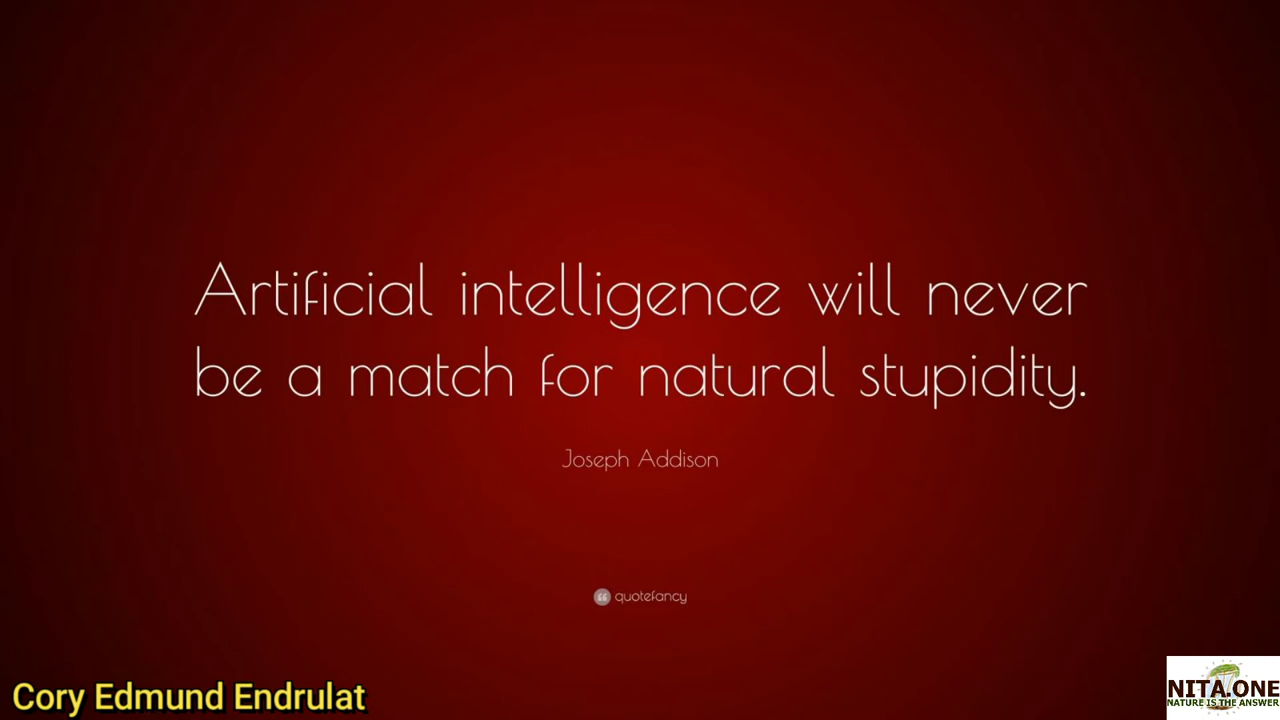 Artificial intelligence will never
be a match for natural stupidity.
Joseph Addison
quotefancy
Cory Edmund Endrulat
NITA.ONE
NATURE IS THE ANSWER